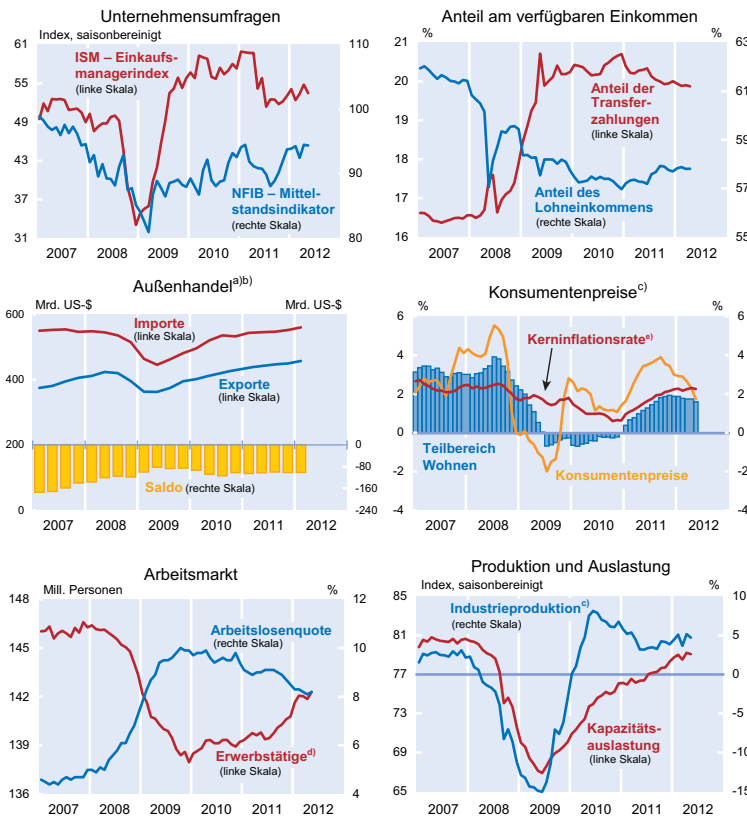 Unternehmensumfragen
Index, saisonbereinigt
61
55
49
43
37
31
110
100
90
80
ISM – Einkaufs-
managerindex
(linke Skala)
NFIB – Mittel-
standsindikator
(rechte Skala)
2007 2008 2009 2010 2011 2012
Anteil am verfügbaren Einkommen
% %
21
20
18
17
16
63
61
58
56
55
Anteil der
Transfer-
zahlungen
(linke Skala)
Anteil des
Lohneinkommens
(rechte Skala)
2007 2008 2009 2010 2011 2012
Außenhandel a)b)
Mrd. US-$ Mrd. US-$
600
400
200
0
0
-80
-160
-240
Importe
(linke Skala)
Exporte
(linke Skala)
Saldo (rechte Skala)
2007 2008 2009 2010 2011 2012
Konsumentenpreise c)
% %
6
4
2
0
-2
-4
6
4
2
0
-2
-4
Kerninflationsrate e)
Teilbereich
Wohnen
Konsumentenpreise
2007 2008 2009 2010 2011 2012
Arbeitsmarkt
Mill. Personen %
148
145
142
139
136
12
10
8
6
4
Arbeitslosenquote
(rechte Skala)
Erwerbstätige d)
(linke Skala)
2007 2008 2009 2010 2011 2012
Produktion und Auslastung
Index, saisonbereinigt %
85
81
77
73
69
65
10
5
0
-5
-10
-15
Industrieproduktion c)
(rechte Skala)
Kapazitäts-
auslastung
(linke Skala)
2007 2008 2009 2010 2011 2012